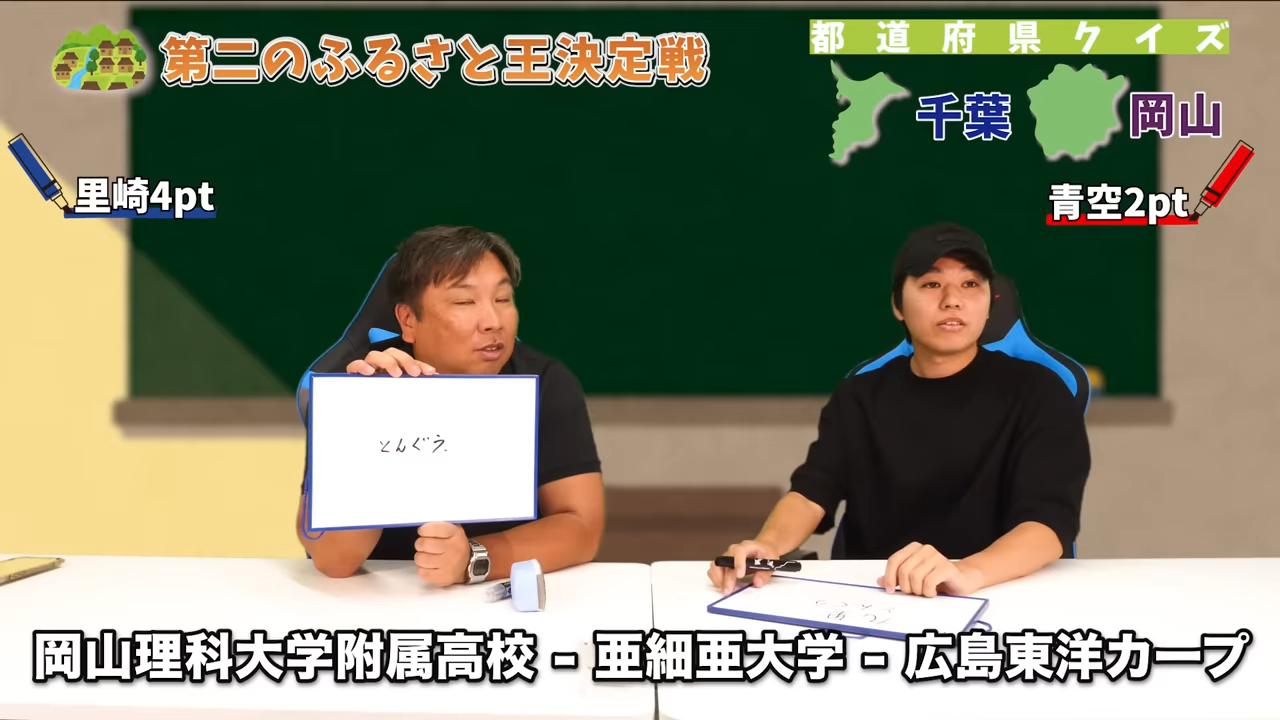 第二のふるさと王決定戦
都道府県クイズ
千葉
岡山
里崎4pt
青空2pt
とんぐう.
岡山理科大学附属高校 – 亜細亜大学 – 広島東洋カープ